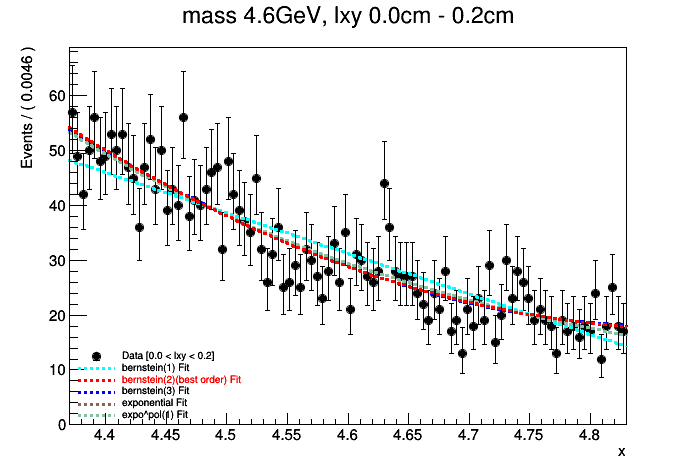 mass 4.6GeV, lxy 0.0cm - 0.2cm
Events / ( 0.0046 )
60
50
40
30
20
10
0
Data [0.0 < lxy < 0.2]
bernstein(1) Fit
bernstein(2)(best order) Fit
bernstein(3) Fit
exponential Fit
expo^pol(1) Fit
4.4 4.45 4.5 4.55 4.6 4.65 4.7 4.75 4.8
x